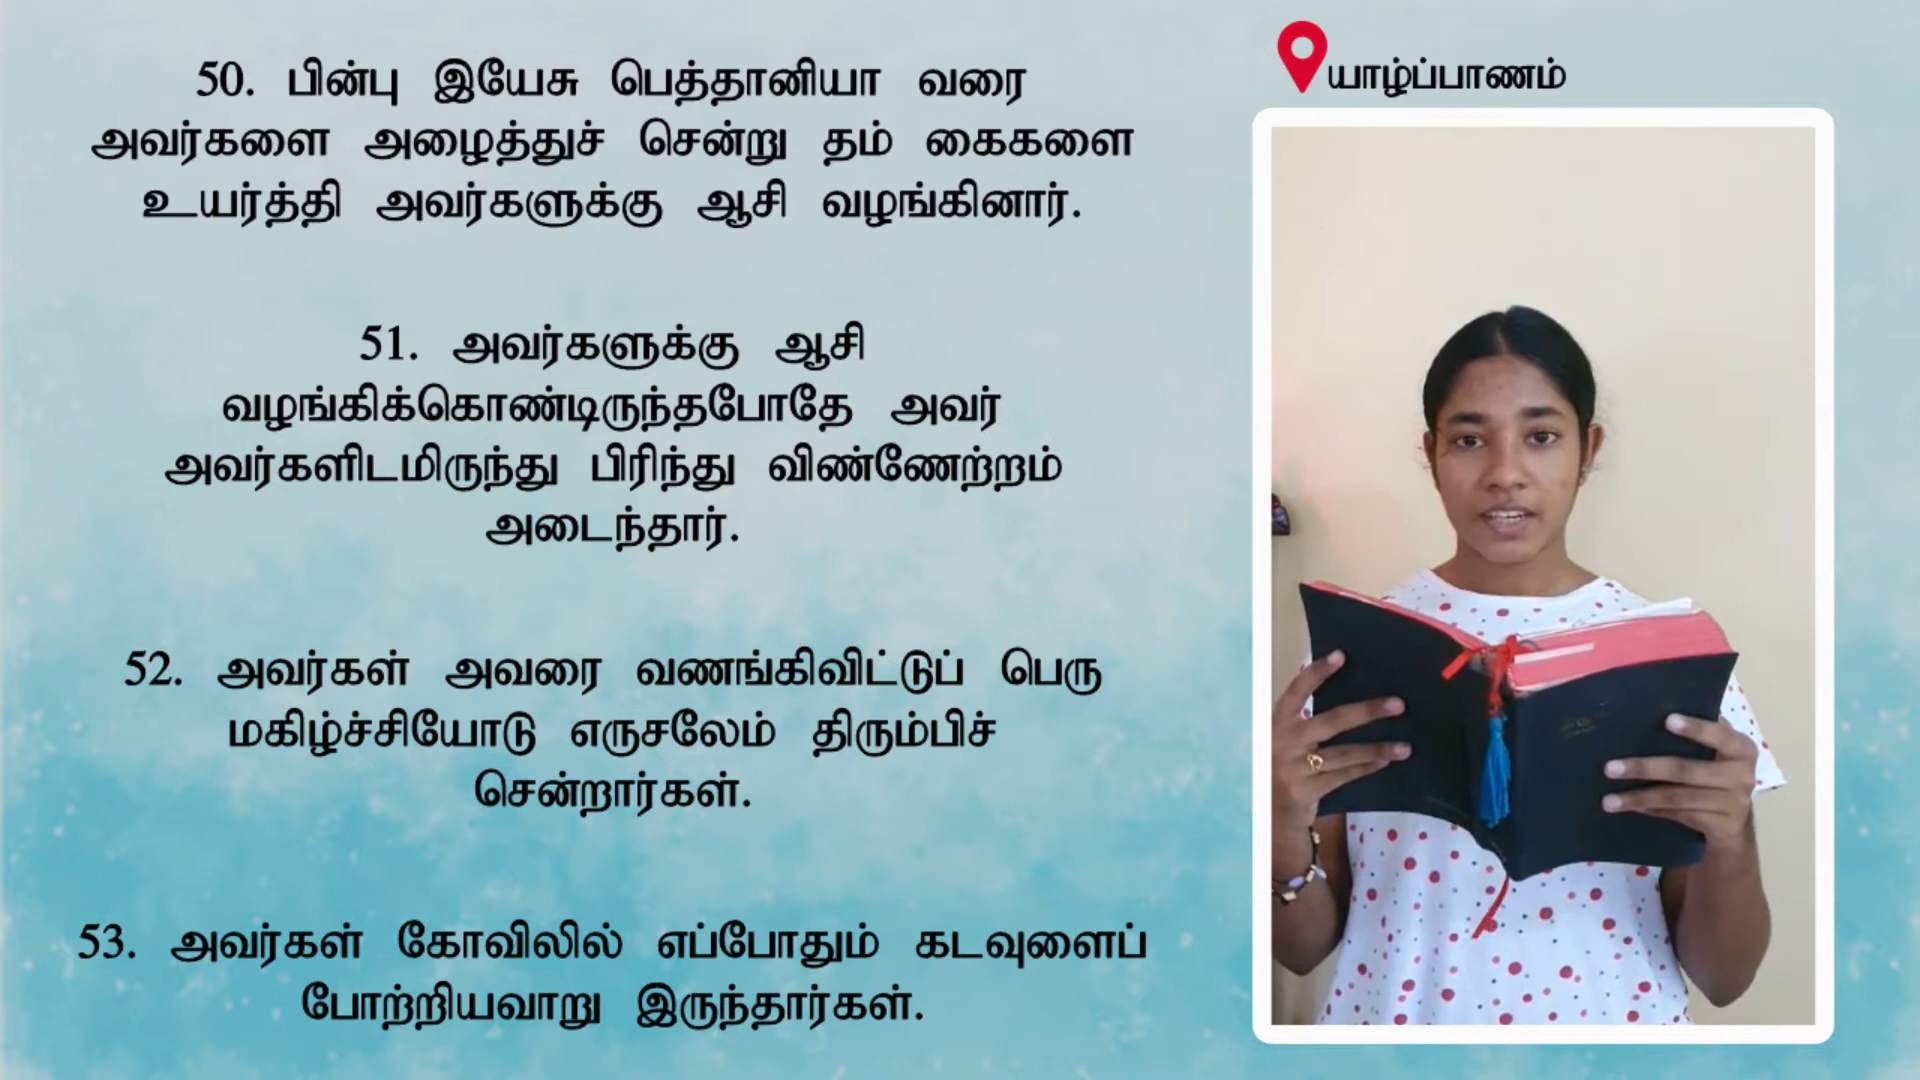 50. பின்பு இயேசு பெத்தானியா வரை
அவர்களை அழைத்துச் சென்று தம் கைகளை
உயர்த்தி அவர்களுக்கு ஆசி வழங்கினார்.
51. அவர்களுக்கு ஆசி
வழங்கிக்கொண்டிருந்தபோதே அவர்
அவர்களிடமிருந்து பிரிந்து விண்ணேற்றம்
அடைந்தார்.
52. அவர்கள் அவரை வணங்கிவிட்டுப் பெரு
மகிழ்ச்சியோடு எருசலேம் திரும்பிச்
சென்றார்கள்.
53. அவர்கள் கோவிலில் எப்போதும் கடவுளைப்
போற்றியவாறு இருந்தார்கள்.
யாழ்ப்பாணம்